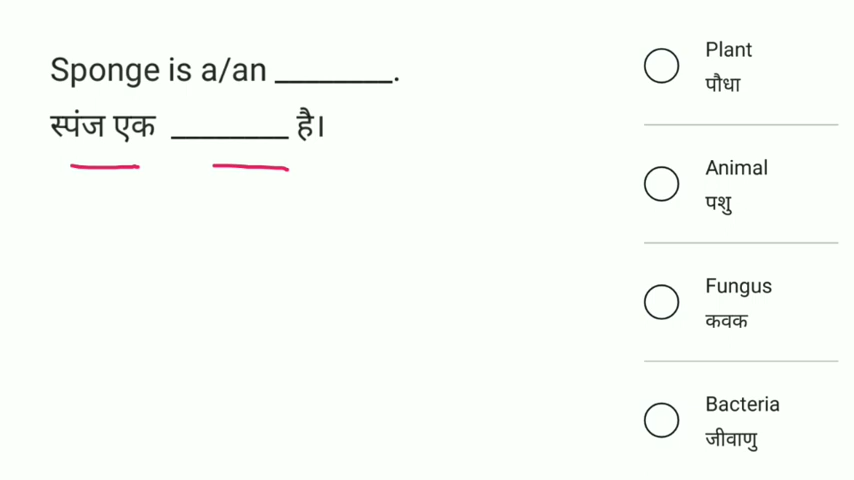 Sponge is a/an ________.
स्पंज एक ________ है।
Plant
पौधा
Animal
पशु
Fungus
कवक
Bacteria
जीवाणु